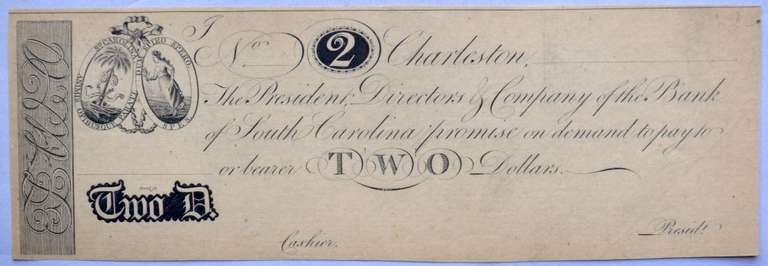 I
No
2
Charleston,
The President, Directors & Company of the Bank
of South Carolina promise on demand to pay to
or bearer TWO Dollars.
Two D.
Cashier.
Presidt.
SPES